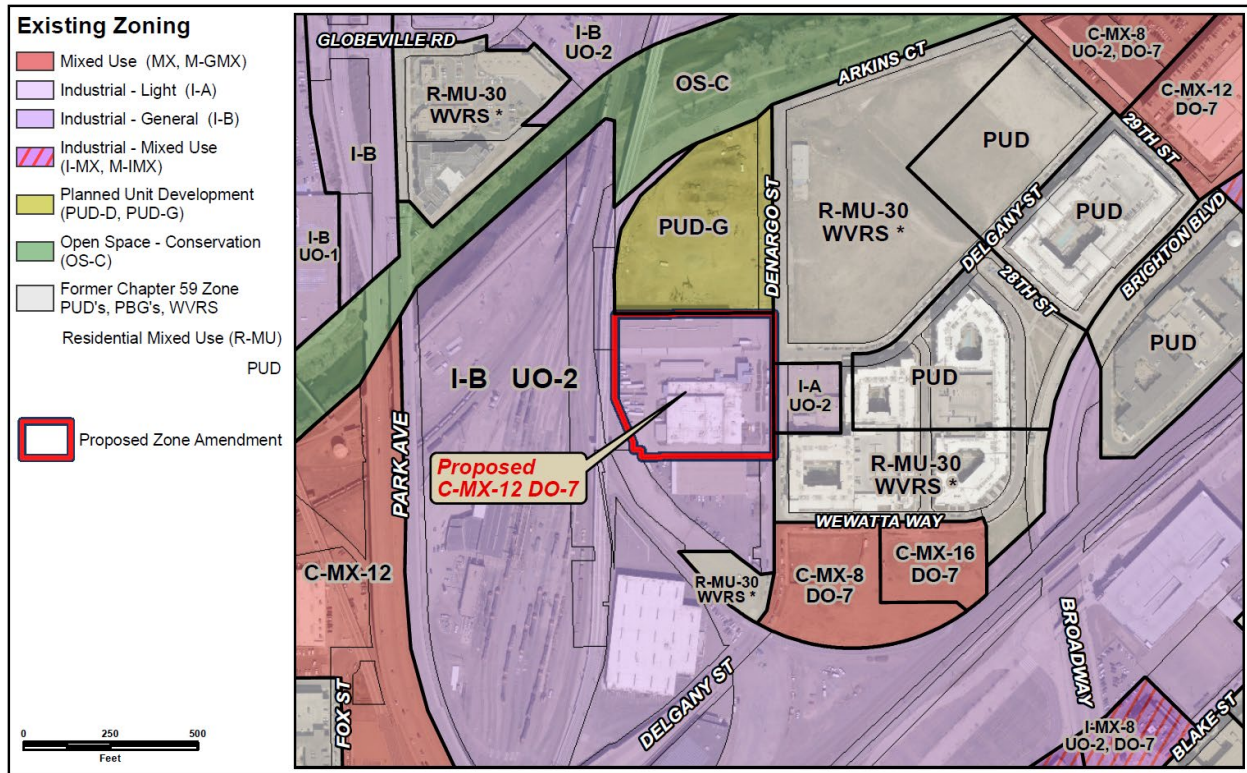 Existing Zoning
Mixed Use (MX, M-GMX)
Industrial - Light (I-A)
Industrial - General (I-B)
Industrial - Mixed Use
(I-MX, M-IMX)
Planned Unit Development
(PUD-D, PUD-G)
Open Space - Conservation
(OS-C)
Former Chapter 59 Zone
PUD's, PBG's, WVRS
Residential Mixed Use (R-MU)
PUD
Proposed Zone Amendment
0 250 500
Feet
GLOBEVILLE RD
I-B
UO-2
R-MU-30
WVRS *
I-B
I-B
UO-1
OS-C
ARKINS CT
C-MX-8
UO-2, DO-7
C-MX-12
DO-7
29TH ST
PUD
PUD
PUD-G
DENARGO ST
R-MU-30
WVRS *
DELGANY ST
28TH ST
BRIGHTON BLVD
PUD
I-B UO-2
I-A
UO-2
PUD
PARK AVE
Proposed
C-MX-12 DO-7
R-MU-30
WVRS *
WEWATTA WAY
C-MX-12
R-MU-30
WVRS *
C-MX-8
DO-7
C-MX-16
DO-7
FOX ST
DELGANY ST
BROADWAY
I-MX-8
UO-2, DO-7
BLAKE ST